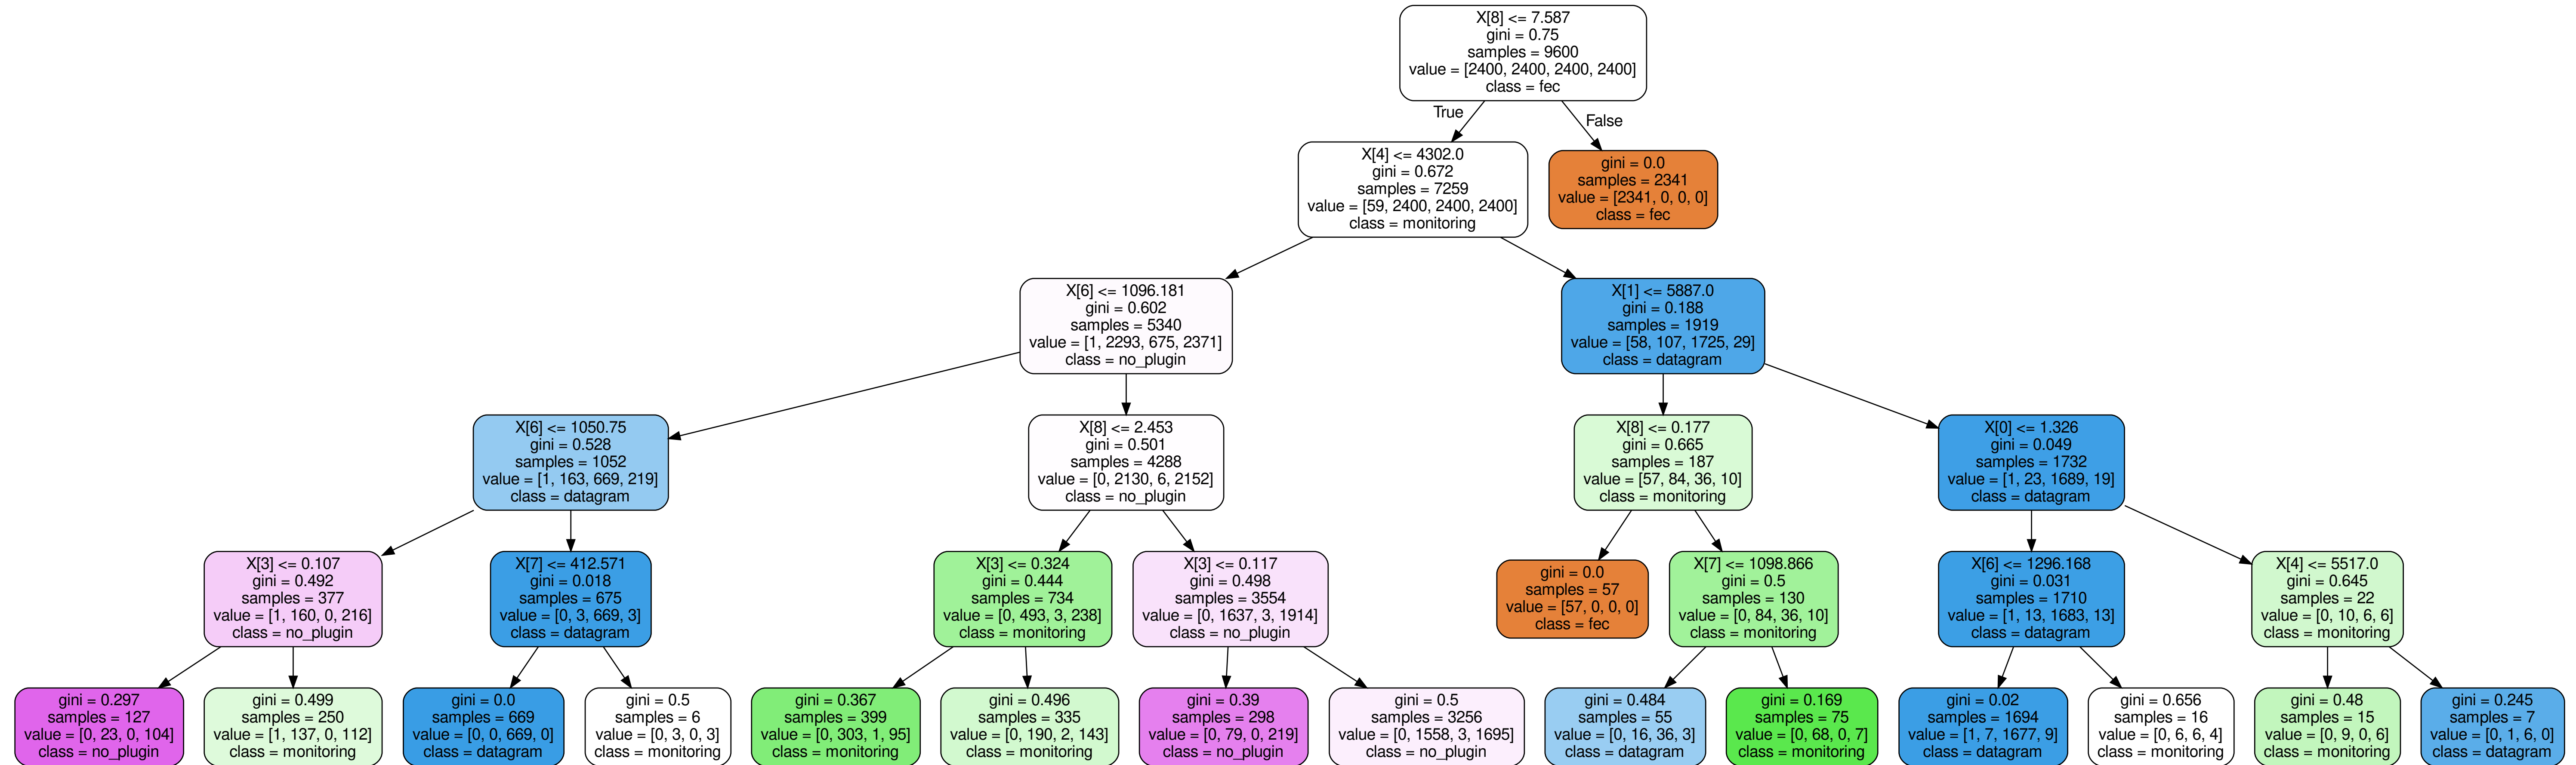 X[8] <= 7.587
gini = 0.75
samples = 9600
value = [2400, 2400, 2400, 2400]
class = fec
True
False
X[4] <= 4302.0
gini = 0.672
samples = 7259
value = [59, 2400, 2400, 2400]
class = monitoring
gini = 0.0
samples = 2341
value = [2341, 0, 0, 0]
class = fec
X[6] <= 1096.181
gini = 0.602
samples = 5340
value = [1, 2293, 675, 2371]
class = no_plugin
X[1] <= 5887.0
gini = 0.188
samples = 1919
value = [58, 107, 1725, 29]
class = datagram
X[6] <= 1050.75
gini = 0.528
samples = 1052
value = [1, 163, 669, 219]
class = datagram
X[8] <= 2.453
gini = 0.501
samples = 4288
value = [0, 2130, 6, 2152]
class = no_plugin
X[8] <= 0.177
gini = 0.665
samples = 187
value = [57, 84, 36, 10]
class = monitoring
X[0] <= 1.326
gini = 0.049
samples = 1732
value = [1, 23, 1689, 19]
class = datagram
X[3] <= 0.107
gini = 0.492
samples = 377
value = [1, 160, 0, 216]
class = no_plugin
X[7] <= 412.571
gini = 0.018
samples = 675
value = [0, 3, 669, 3]
class = datagram
X[3] <= 0.324
gini = 0.444
samples = 734
value = [0, 493, 3, 238]
class = monitoring
X[3] <= 0.117
gini = 0.498
samples = 3554
value = [0, 1637, 3, 1914]
class = no_plugin
gini = 0.0
samples = 57
value = [57, 0, 0, 0]
class = fec
X[7] <= 1098.866
gini = 0.5
samples = 130
value = [0, 84, 36, 10]
class = monitoring
X[6] <= 1296.168
gini = 0.031
samples = 1710
value = [1, 13, 1683, 13]
class = datagram
X[4] <= 5517.0
gini = 0.645
samples = 22
value = [0, 10, 6, 6]
class = monitoring
gini = 0.297
samples = 127
value = [0, 23, 0, 104]
class = no_plugin
gini = 0.499
samples = 250
value = [1, 137, 0, 112]
class = monitoring
gini = 0.0
samples = 669
value = [0, 0, 669, 0]
class = datagram
gini = 0.5
samples = 6
value = [0, 3, 0, 3]
class = monitoring
gini = 0.367
samples = 399
value = [0, 303, 1, 95]
class = monitoring
gini = 0.496
samples = 335
value = [0, 190, 2, 143]
class = monitoring
gini = 0.39
samples = 298
value = [0, 79, 0, 219]
class = no_plugin
gini = 0.5
samples = 3256
value = [0, 1558, 3, 1695]
class = no_plugin
gini = 0.484
samples = 55
value = [0, 16, 36, 3]
class = datagram
gini = 0.169
samples = 75
value = [0, 68, 0, 7]
class = monitoring
gini = 0.02
samples = 1694
value = [1, 7, 1677, 9]
class = datagram
gini = 0.656
samples = 16
value = [0, 6, 6, 4]
class = monitoring
gini = 0.48
samples = 15
value = [0, 9, 0, 6]
class = monitoring
gini = 0.245
samples = 7
value = [0, 1, 6, 0]
class = datagram